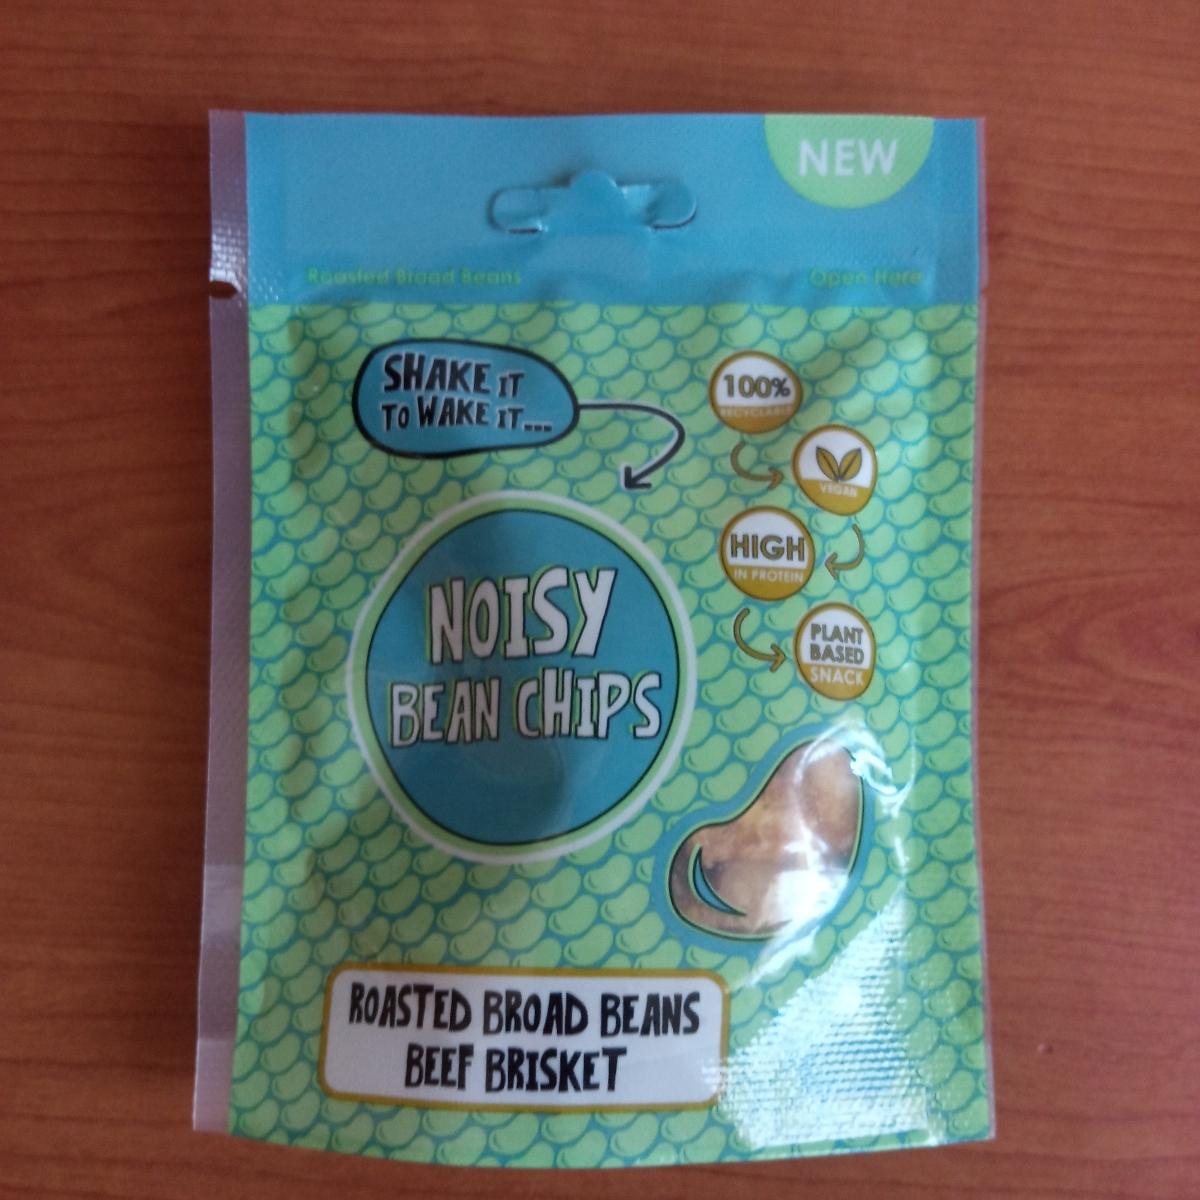 NEW
Roasted Broad Beans
Open Here
SHAKE IT
TO WAKE IT...
100%
RECYCLABLE
VEGAN
HIGH
IN PROTEIN
PLANT
BASED
SNACK
NOISY
BEAN CHIPS
ROASTED BROAD BEANS
BEEF BRISKET